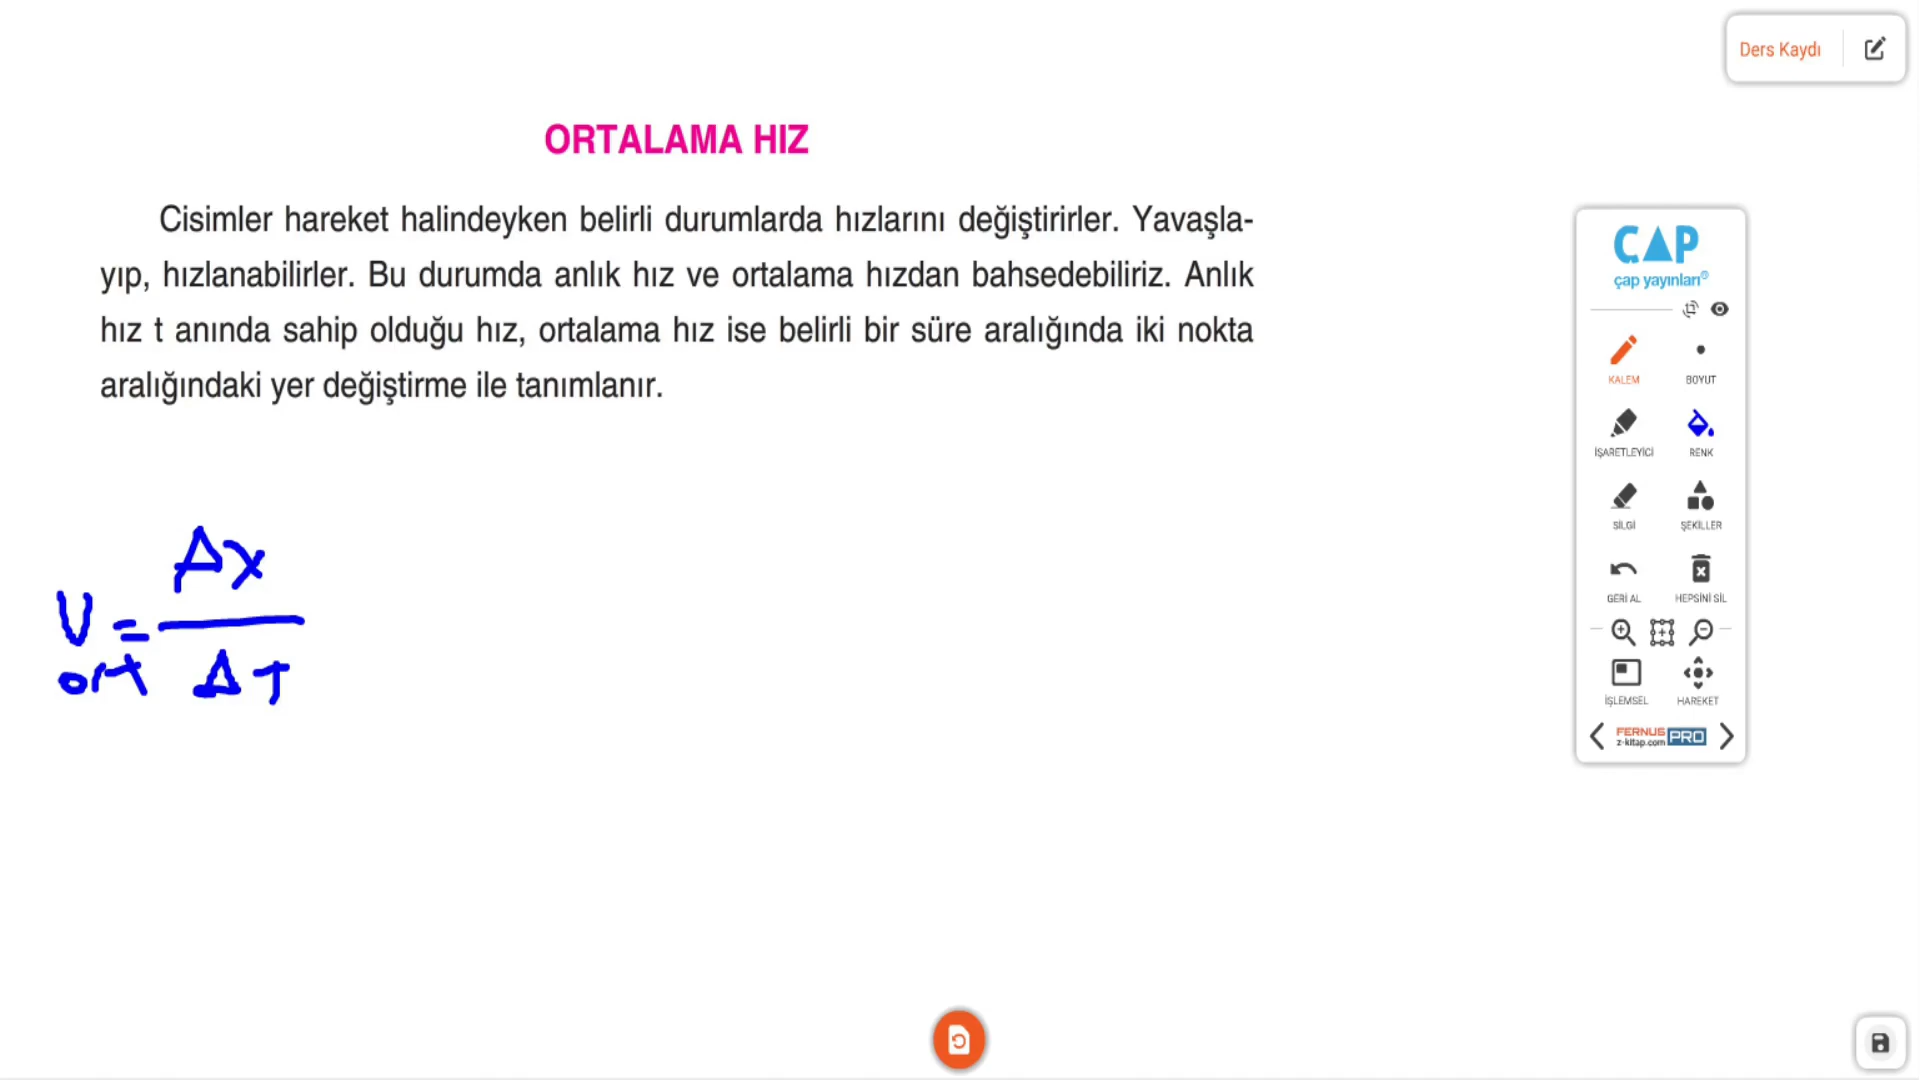 Ders Kaydı
ORTALAMA HIZ
Cisimler hareket halindeyken belirli durumlarda hızlarını değiştirirler. Yavaşla-
yıp, hızlanabilirler. Bu durumda anlık hız ve ortalama hızdan bahsedebiliriz. Anlık
hız t anında sahip olduğu hız, ortalama hız ise belirli bir süre aralığında iki nokta
aralığındaki yer değiştirme ile tanımlanır.
Δx
V =
ort ΔT
ÇAP
çap yayınları®
KALEM BOYUT
İŞARETLEYİCİ RENK
SİLGİ ŞEKİLLER
GERİ AL HEPSİNİ SİL
İŞLEMSEL HAREKET
FERNUS
z-kitap.com PRO